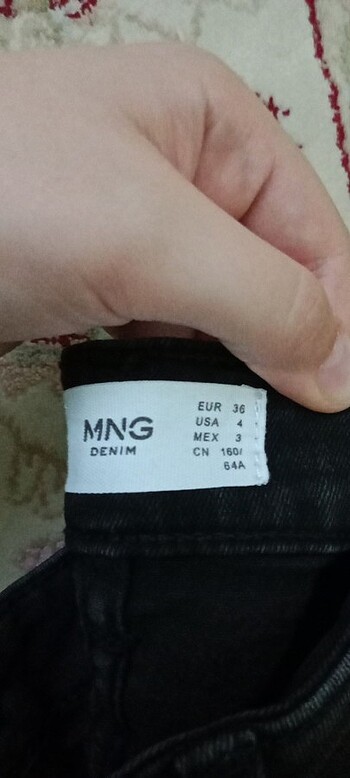 MNG
DENIM
EUR 36
USA 4
MEX 3
CN 160/
64A